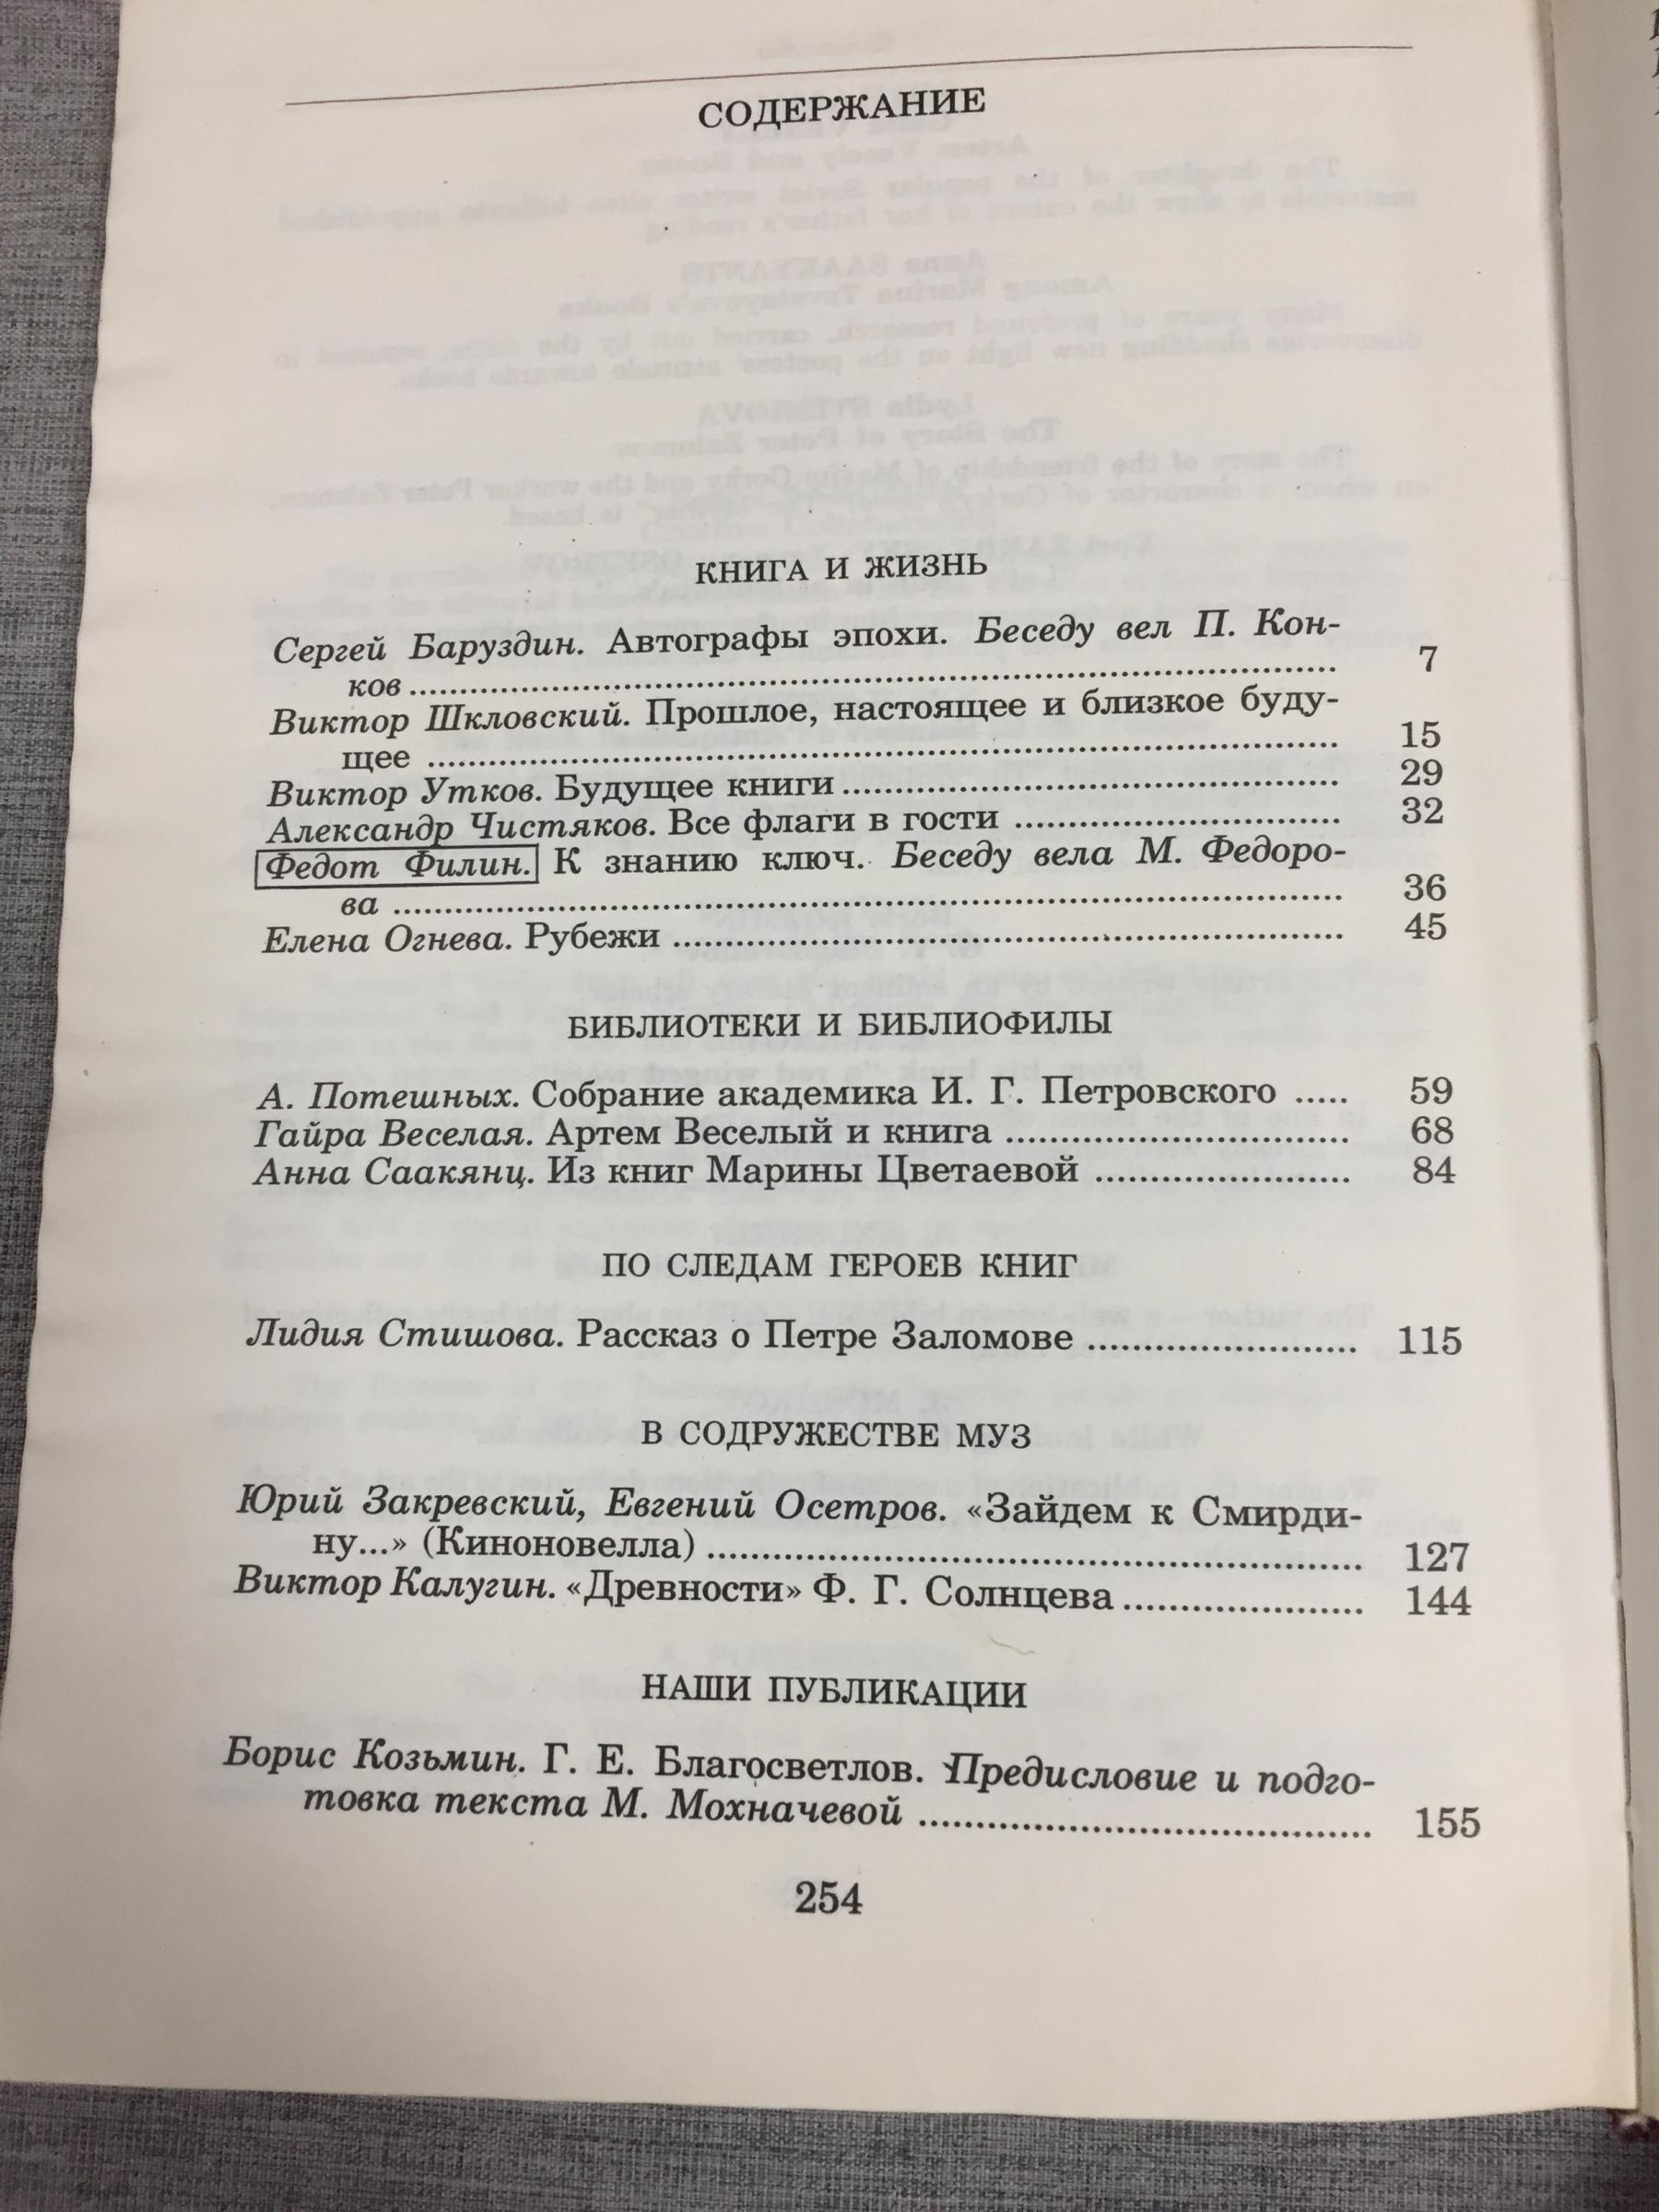 СОДЕРЖАНИЕ
КНИГА И ЖИЗНЬ
Сергей Баруздин. Автографы эпохи. Беседу вел П. Кон-
ков ........ 7
Виктор Шкловский. Прошлое, настоящее и близкое буду-
щее ........ 15
Виктор Утков. Будущее книги ........ 29
Александр Чистяков. Все флаги в гости ........ 32
Федот Филин. К знанию ключ. Беседу вела М. Федоро-
ва ........ 36
Елена Огнева. Рубежи ........ 45
БИБЛИОТЕКИ И БИБЛИОФИЛЫ
А. Потешных. Собрание академика И. Г. Петровского ..... 59
Гайра Веселая. Артем Веселый и книга ........ 68
Анна Саакянц. Из книг Марины Цветаевой ........ 84
ПО СЛЕДАМ ГЕРОЕВ КНИГ
Лидия Стишова. Рассказ о Петре Заломове ........ 115
В СОДРУЖЕСТВЕ МУЗ
Юрий Закревский, Евгений Осетров. «Зайдем к Смирди-
ну...» (Киноновелла) ........ 127
Виктор Калугин. «Древности» Ф. Г. Солнцева ........ 144
НАШИ ПУБЛИКАЦИИ
Борис Козьмин. Г. Е. Благосветлов. Предисловие и подго-
товка текста М. Мохначевой ........ 155
254